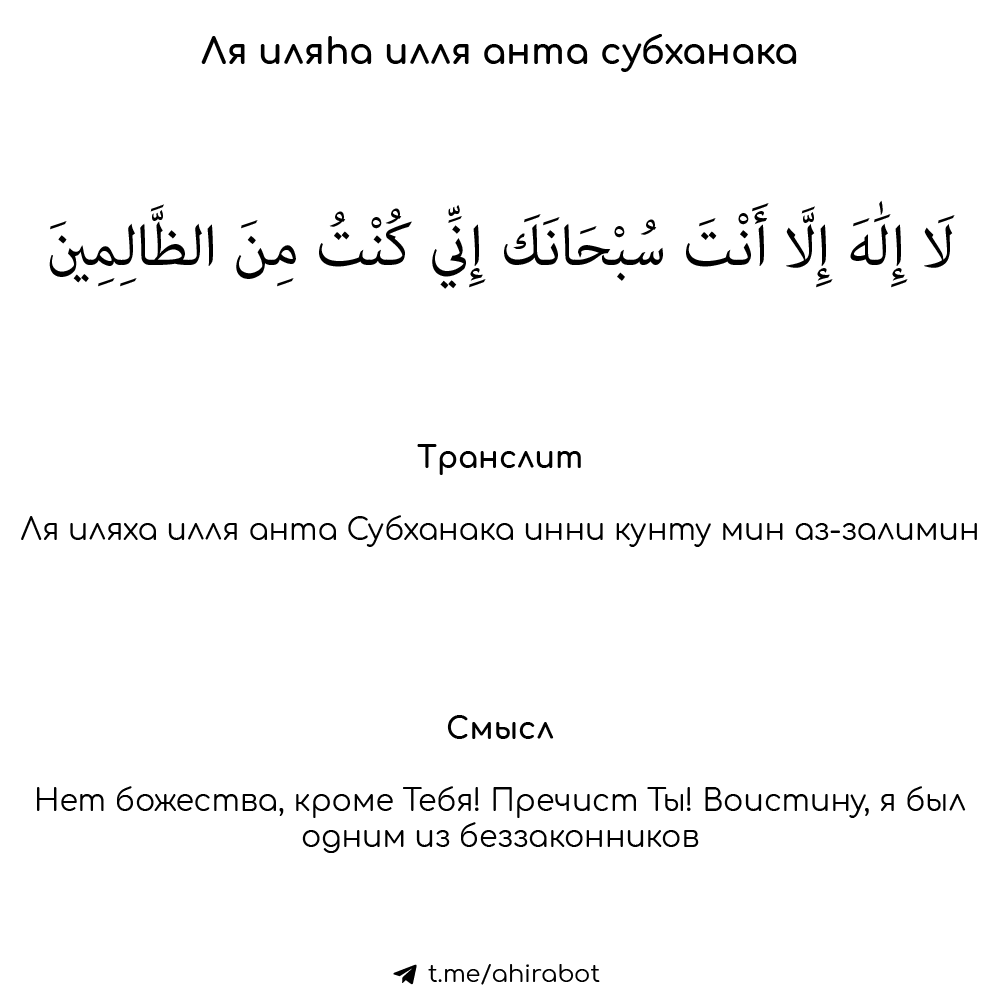 Ля иляһа илля анта субханака
لَا إِلَٰهَ إِلَّا أَنْتَ سُبْحَانَكَ إِنِّي كُنْتُ مِنَ الظَّالِمِينَ
Транслит
Ля иляха илля анта Субханака инни кунту мин аз-залимин
Смысл
Нет божества, кроме Тебя! Пречист Ты! Воистину, я был
одним из беззаконников
t.me/ahirabot